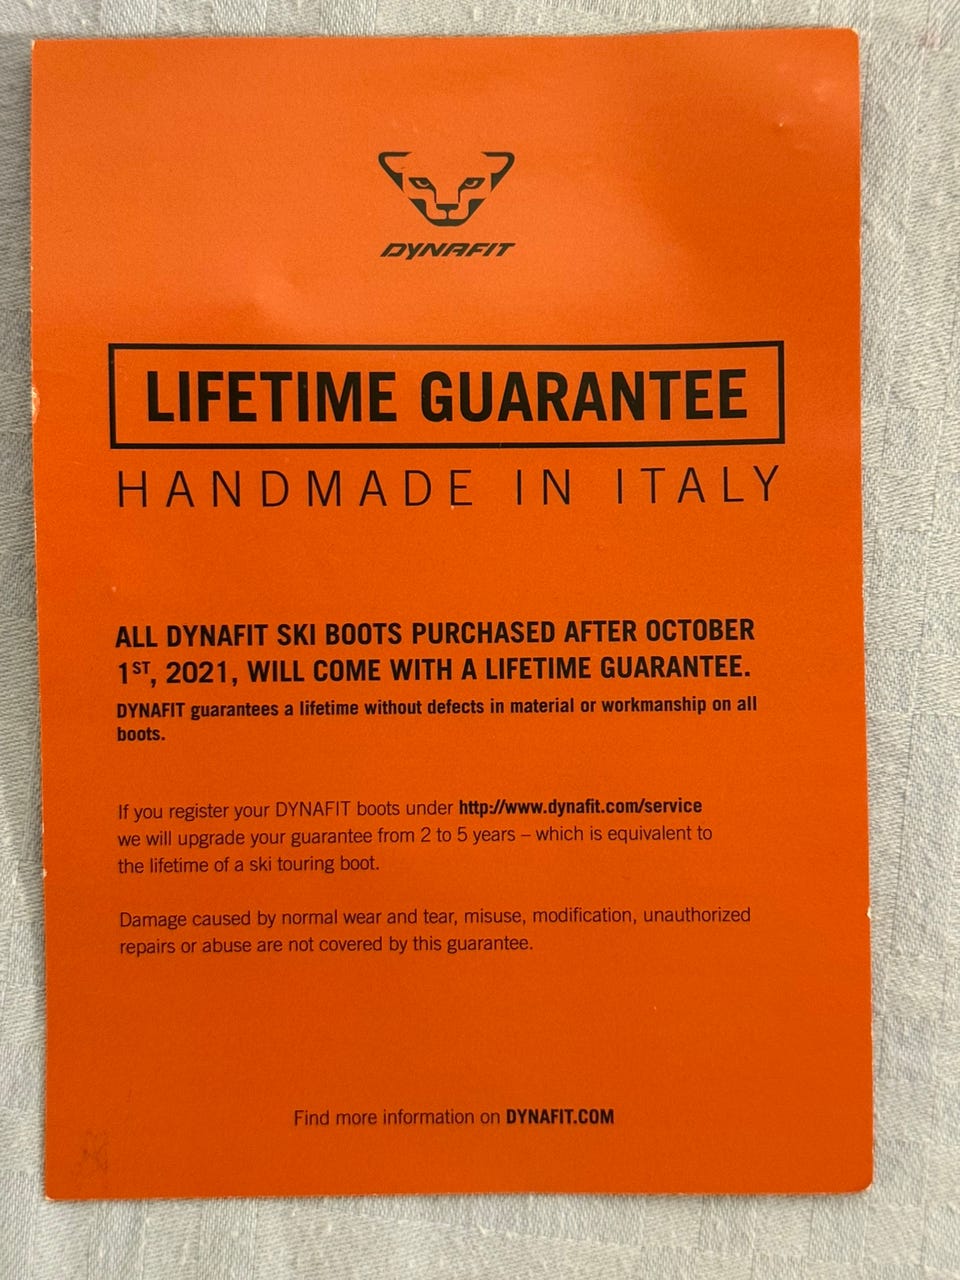 DYNAFIT
LIFETIME GUARANTEE
HANDMADE IN ITALY
ALL DYNAFIT SKI BOOTS PURCHASED AFTER OCTOBER
1ST, 2021, WILL COME WITH A LIFETIME GUARANTEE.
DYNAFIT guarantees a lifetime without defects in material or workmanship on all
boots.
If you register your DYNAFIT boots under http://www.dynafit.com/service
we will upgrade your guarantee from 2 to 5 years – which is equivalent to
the lifetime of a ski touring boot.
Damage caused by normal wear and tear, misuse, modification, unauthorized
repairs or abuse are not covered by this guarantee.
Find more information on DYNAFIT.COM